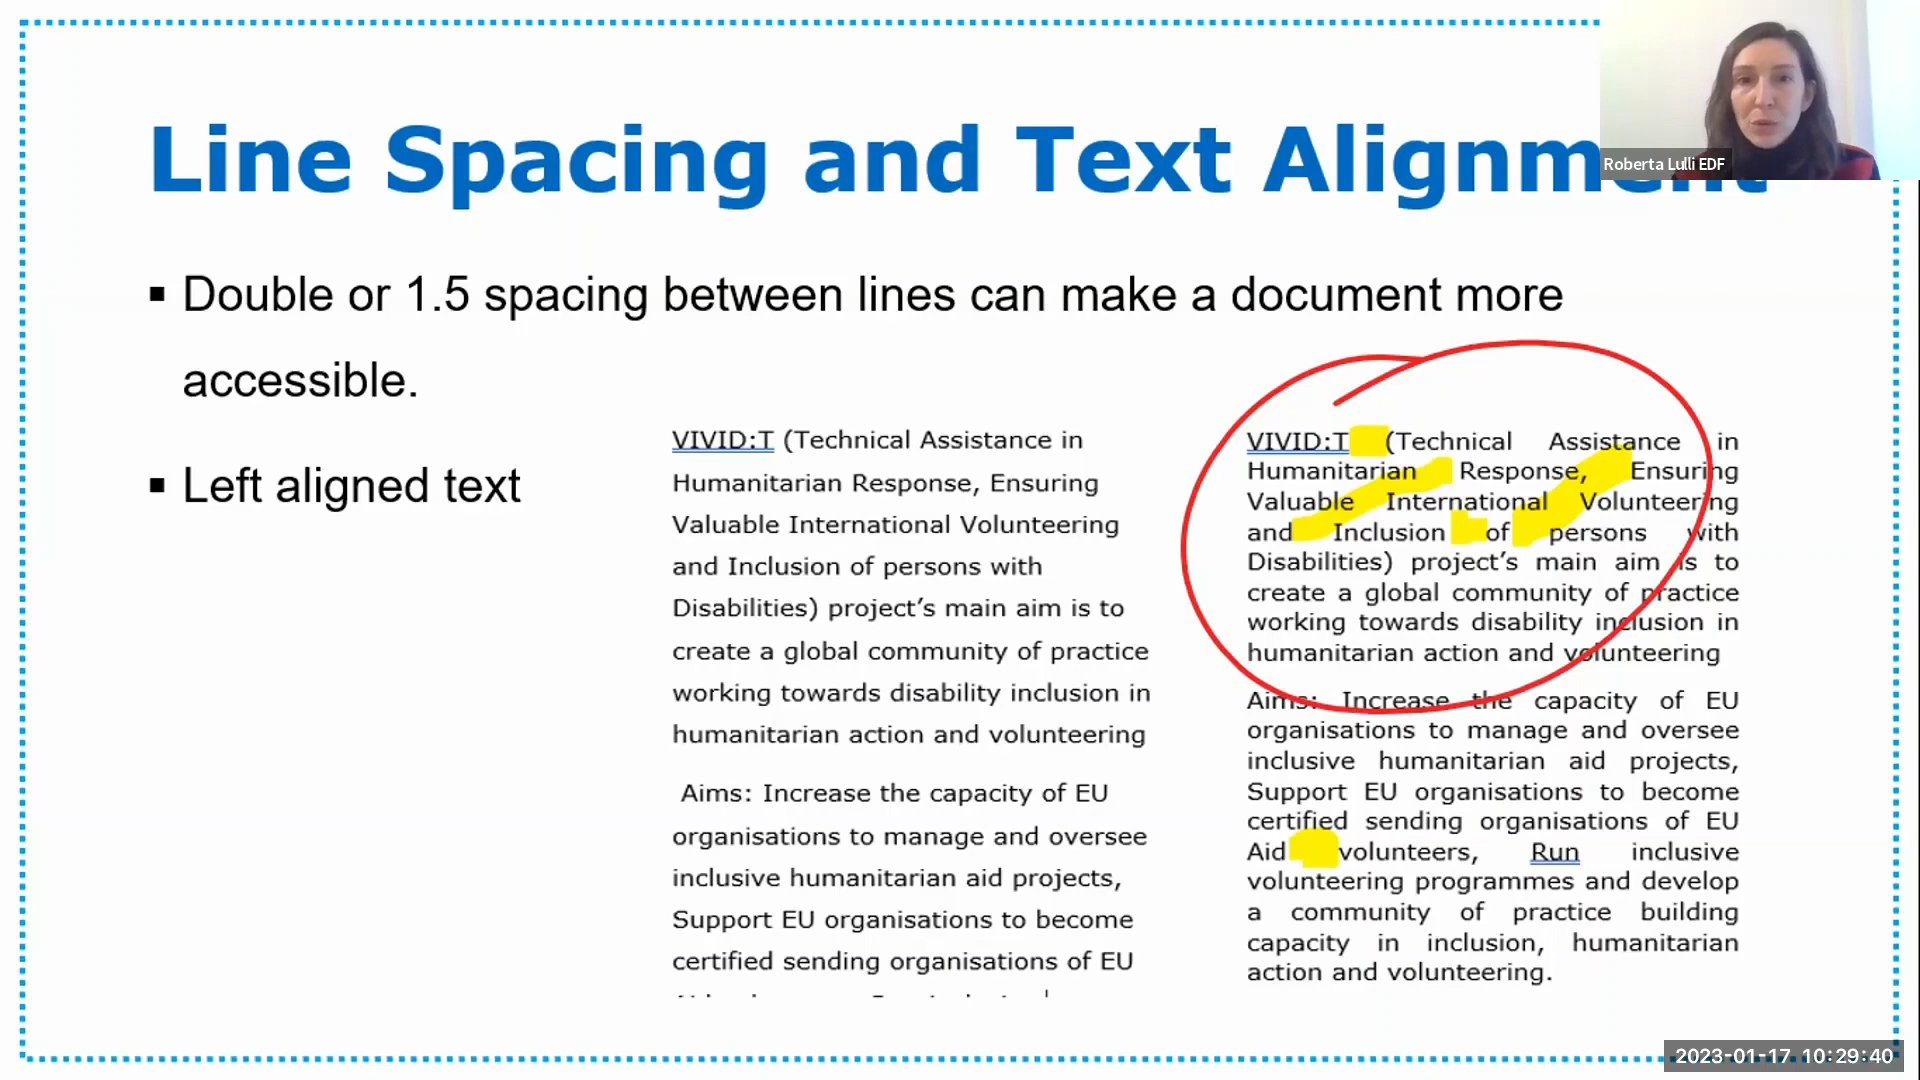 Line Spacing and Text Alignm
Roberta Lulli EDF
▪ Double or 1.5 spacing between lines can make a document more
accessible.
▪ Left aligned text
VIVID:T (Technical Assistance in
Humanitarian Response, Ensuring
Valuable International Volunteering
and Inclusion of persons with
Disabilities) project’s main aim is to
create a global community of practice
working towards disability inclusion in
humanitarian action and volunteering
Aims: Increase the capacity of EU
organisations to manage and oversee
inclusive humanitarian aid projects,
Support EU organisations to become
certified sending organisations of EU
VIVID:T (Technical Assistance in
Humanitarian Response, Ensuring
Valuable International Volunteering
and Inclusion of persons with
Disabilities) project’s main aim is to
create a global community of practice
working towards disability inclusion in
humanitarian action and volunteering
Aims: Increase the capacity of EU
organisations to manage and oversee
inclusive humanitarian aid projects,
Support EU organisations to become
certified sending organisations of EU
Aid volunteers, Run inclusive
volunteering programmes and develop
a community of practice building
capacity in inclusion, humanitarian
action and volunteering.
2023-01-17 10:29:40